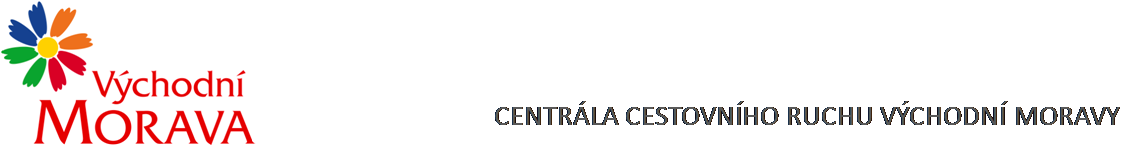 Východní
MORAVA
CENTRÁLA CESTOVNÍHO RUCHU VÝCHODNÍ MORAVY